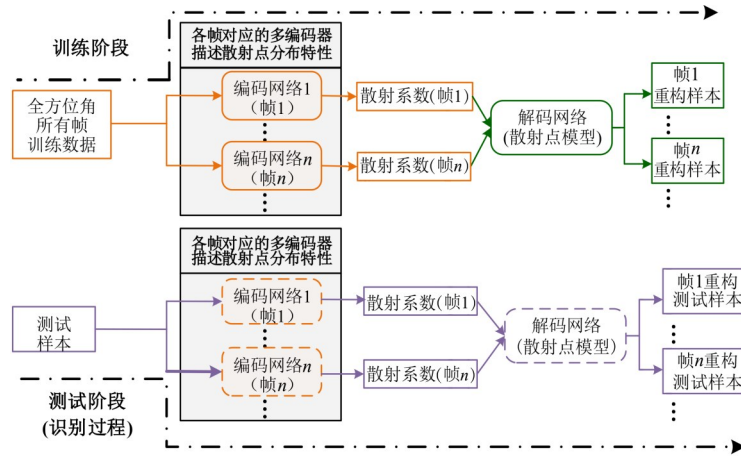 训练阶段
各帧对应的多编码器
描述散射点分布特性
全方位角
所有帧
训练数据
编码网络1
(帧1)
编码网络n
(帧n)
散射系数(帧1)
散射系数(帧n)
解码网络
(散射点模型)
帧1
重构样本
帧n
重构样本
各帧对应的多编码器
描述散射点分布特性
测试
样本
编码网络1
(帧1)
编码网络n
(帧n)
散射系数(帧1)
散射系数(帧n)
解码网络
(散射点模型)
帧1重构
测试样本
帧n重构
测试样本
测试阶段
(识别过程)